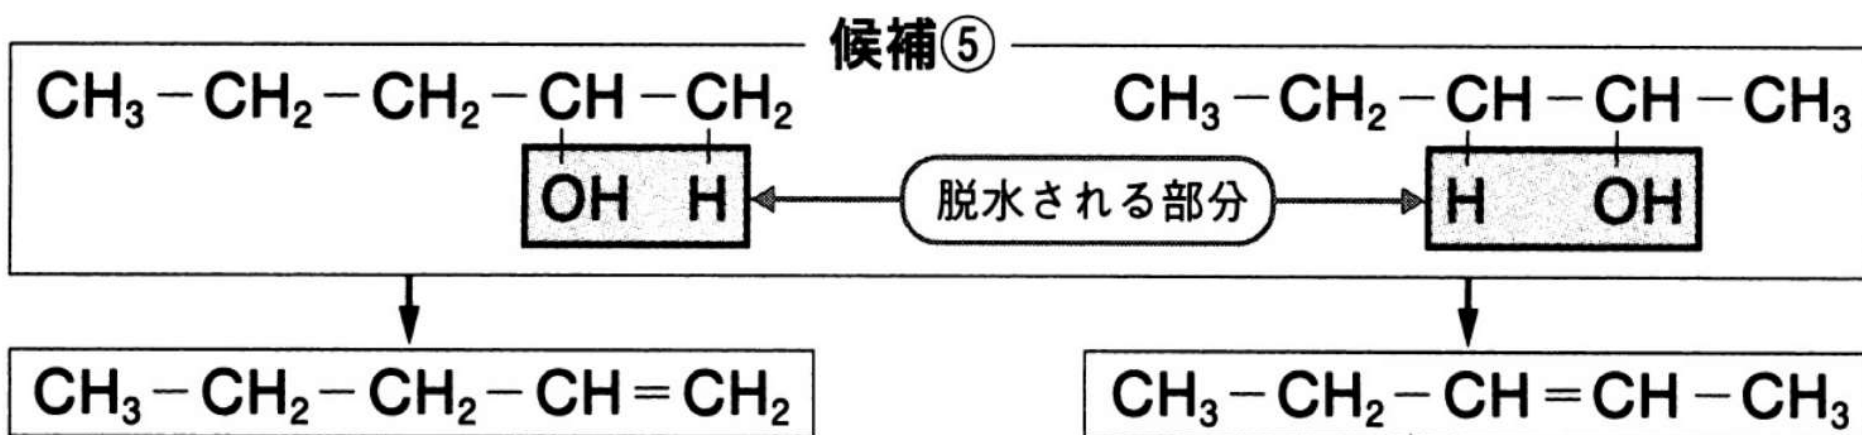 候補⑤
CH₃－CH₂－CH₂－CH－CH₂　CH₃－CH₂－CH－CH－CH₃
OH　H　脱水される部分　H　OH
CH₃－CH₂－CH₂－CH＝CH₂　CH₃－CH₂－CH＝CH－CH₃